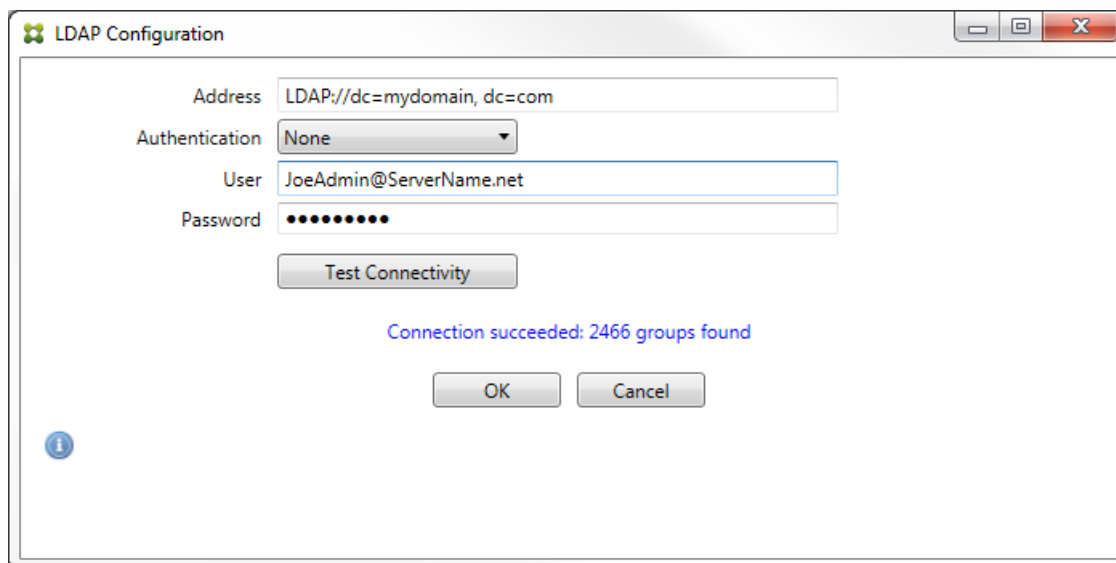 LDAP Configuration
Address LDAP://dc=mydomain, dc=com
Authentication None
User JoeAdmin@ServerName.net
Password •••••••••
Test Connectivity
Connection succeeded: 2466 groups found
OK Cancel